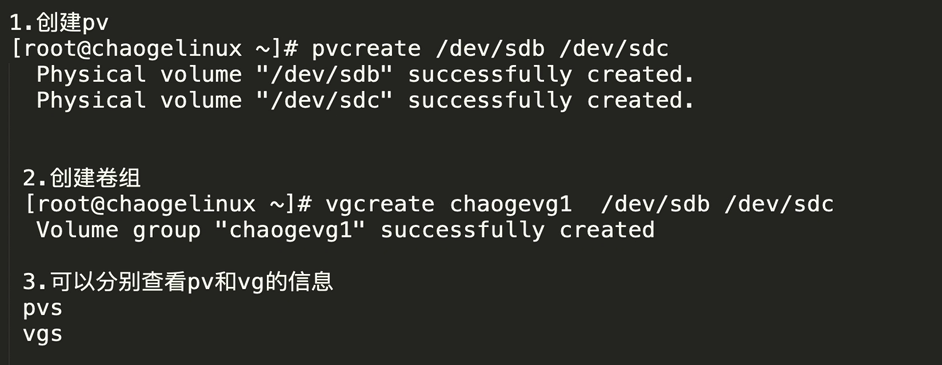 1.创建pv
[root@chaogelinux ~]# pvcreate /dev/sdb /dev/sdc
Physical volume "/dev/sdb" successfully created.
Physical volume "/dev/sdc" successfully created.
2.创建卷组
[root@chaogelinux ~]# vgcreate chaogevg1  /dev/sdb /dev/sdc
Volume group "chaogevg1" successfully created
3.可以分别查看pv和vg的信息
pvs
vgs